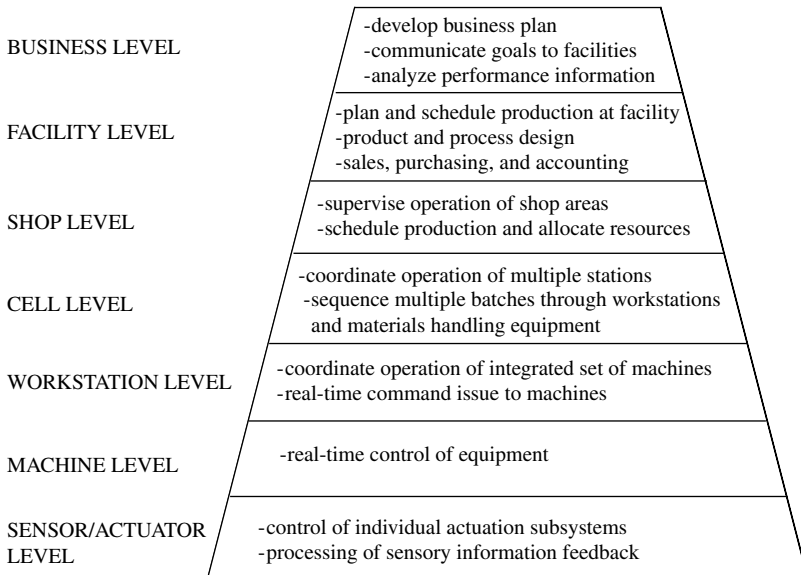 BUSINESS LEVEL
-develop business plan
-communicate goals to facilities
-analyze performance information
FACILITY LEVEL
-plan and schedule production at facility
-product and process design
-sales, purchasing, and accounting
SHOP LEVEL
-supervise operation of shop areas
-schedule production and allocate resources
CELL LEVEL
-coordinate operation of multiple stations
-sequence multiple batches through workstations
and materials handling equipment
WORKSTATION LEVEL
-coordinate operation of integrated set of machines
-real-time command issue to machines
MACHINE LEVEL
-real-time control of equipment
SENSOR/ACTUATOR
LEVEL
-control of individual actuation subsystems
-processing of sensory information feedback